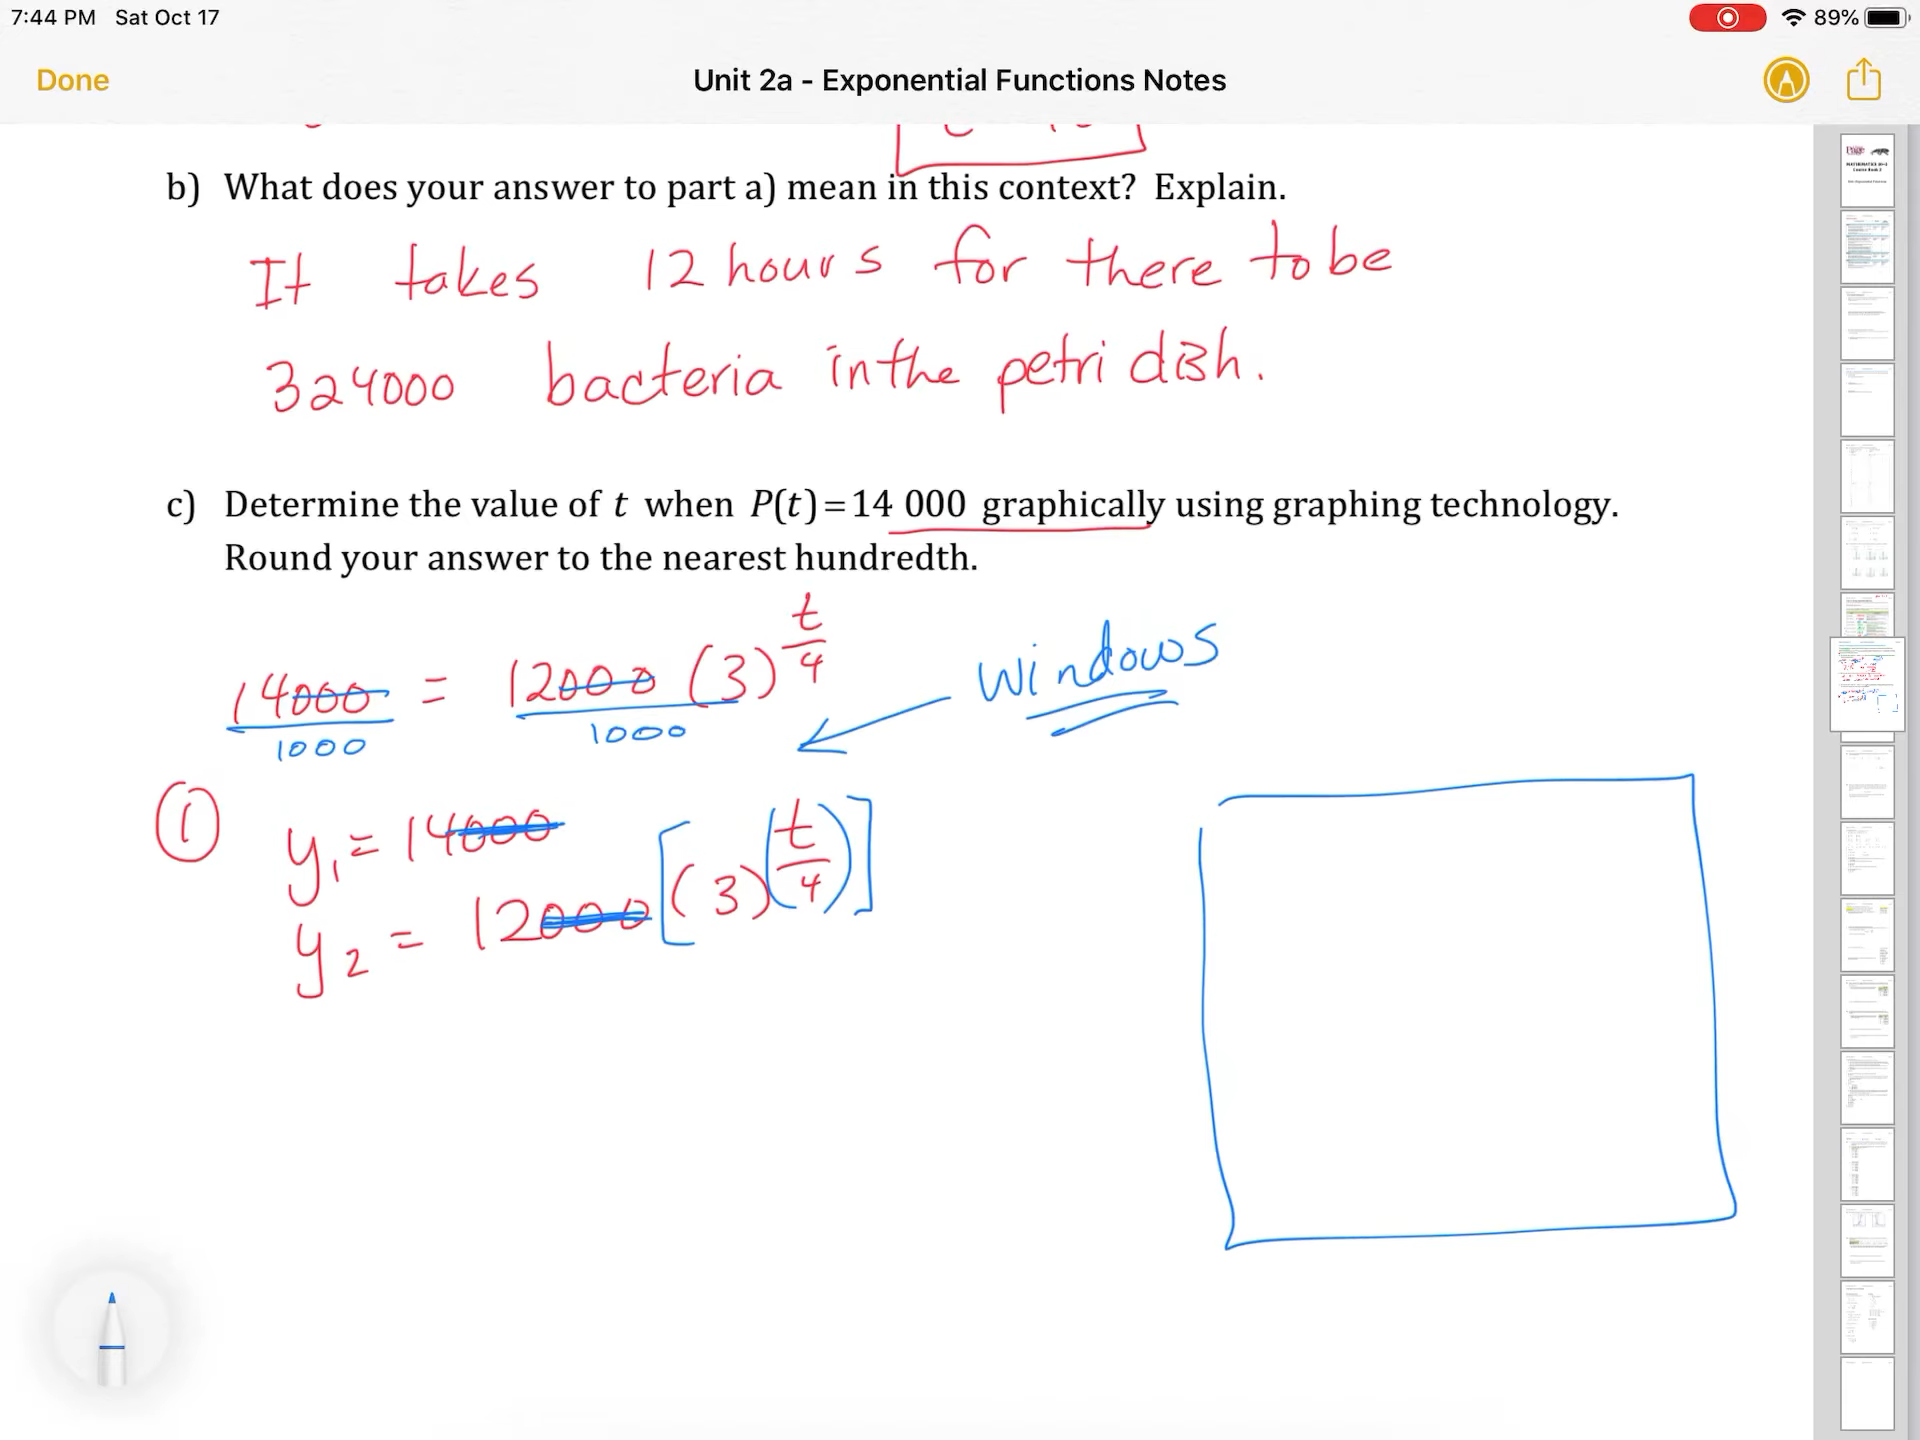 7:44 PM Sat Oct 17
89%
Done
Unit 2a - Exponential Functions Notes
b) What does your answer to part a) mean in this context? Explain.
It takes 12 hours for there to be
324000 bacteria in the petri dish.
c) Determine the value of t when P(t)=14 000 graphically using graphing technology.
Round your answer to the nearest hundredth.
14000/1000 = 12000(3)^(t/4)/1000
windows
① y₁ = 14000
y₂ = 12000[(3)^(t/4)]